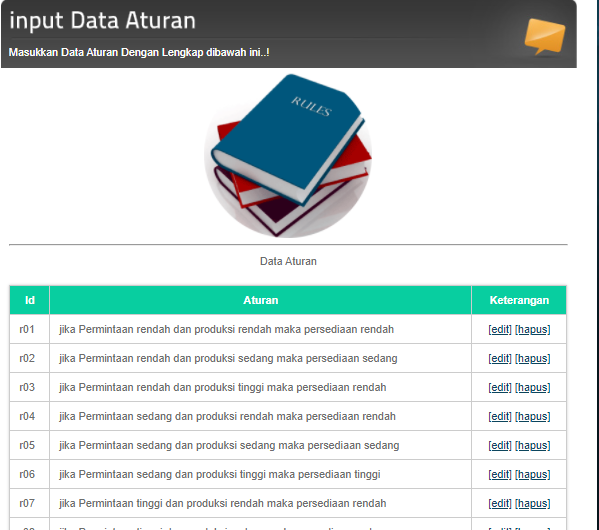 input Data Aturan
Masukkan Data Aturan Dengan Lengkap dibawah ini..!
RULES
Data Aturan
Id Aturan Keterangan
r01 jika Permintaan rendah dan produksi rendah maka persediaan rendah [edit] [hapus]
r02 jika Permintaan rendah dan produksi sedang maka persediaan sedang [edit] [hapus]
r03 jika Permintaan rendah dan produksi tinggi maka persediaan rendah [edit] [hapus]
r04 jika Permintaan sedang dan produksi rendah maka persediaan rendah [edit] [hapus]
r05 jika Permintaan sedang dan produksi sedang maka persediaan sedang [edit] [hapus]
r06 jika Permintaan sedang dan produksi tinggi maka persediaan tinggi [edit] [hapus]
r07 jika Permintaan tinggi dan produksi rendah maka persediaan rendah [edit] [hapus]